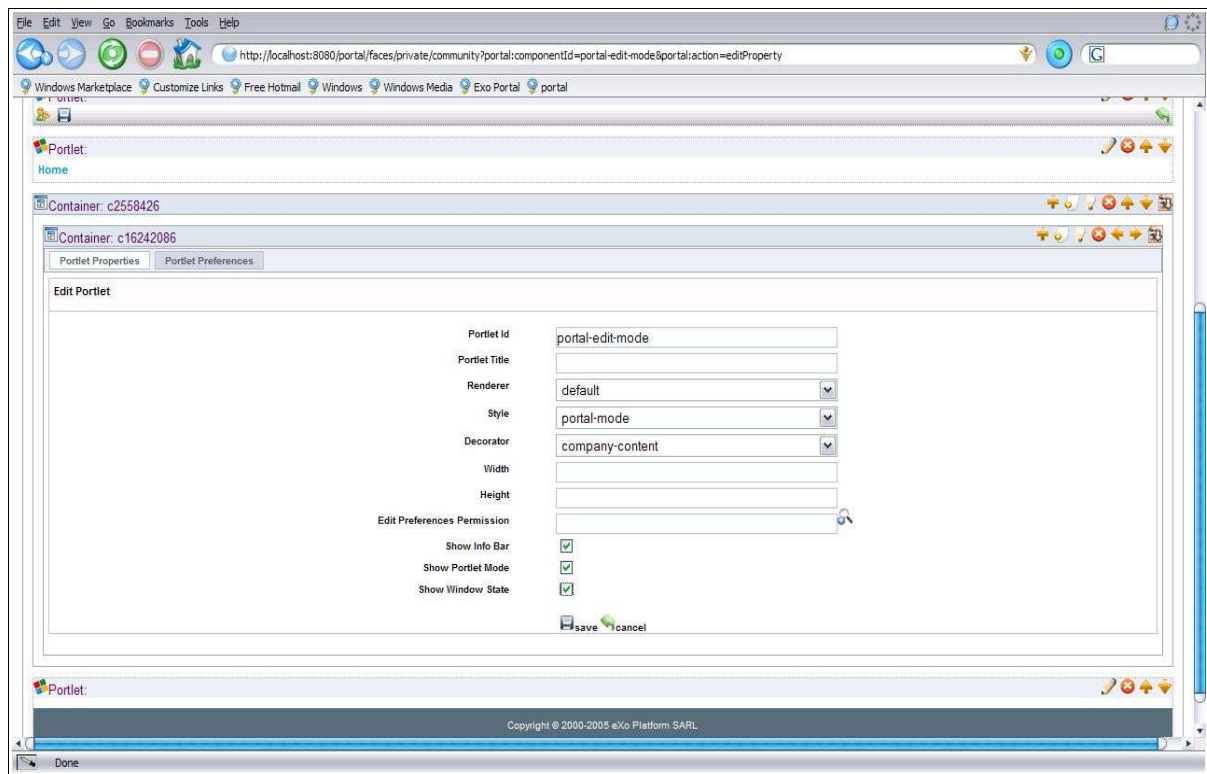 File Edit View Go Bookmarks Tools Help
http://localhost:8080/portal/faces/private/community?portal:componentId=portal-edit-mode&portal:action=editProperty
G
Windows Marketplace Customize Links Free Hotmail Windows Windows Media Exo Portal portal
Portlet:
Portlet:
Home
Container: c2558426
Container: c16242086
Portlet Properties Portlet Preferences
Edit Portlet
Portlet Id portal-edit-mode
Portlet Title
Renderer default
Style portal-mode
Decorator company-content
Width
Height
Edit Preferences Permission
Show Info Bar
Show Portlet Mode
Show Window State
save cancel
Portlet:
Copyright © 2000-2005 eXo Platform SARL
Done